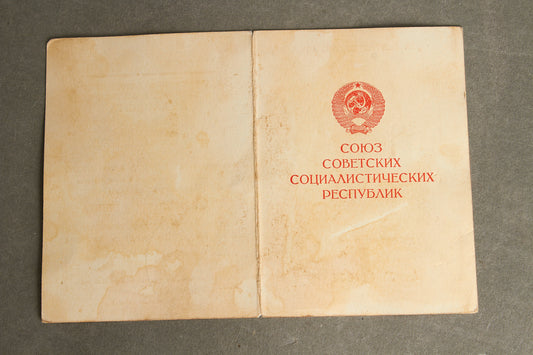 СОЮЗ
СОВЕТСКИХ
СОЦИАЛИСТИЧЕСКИХ
РЕСПУБЛИК